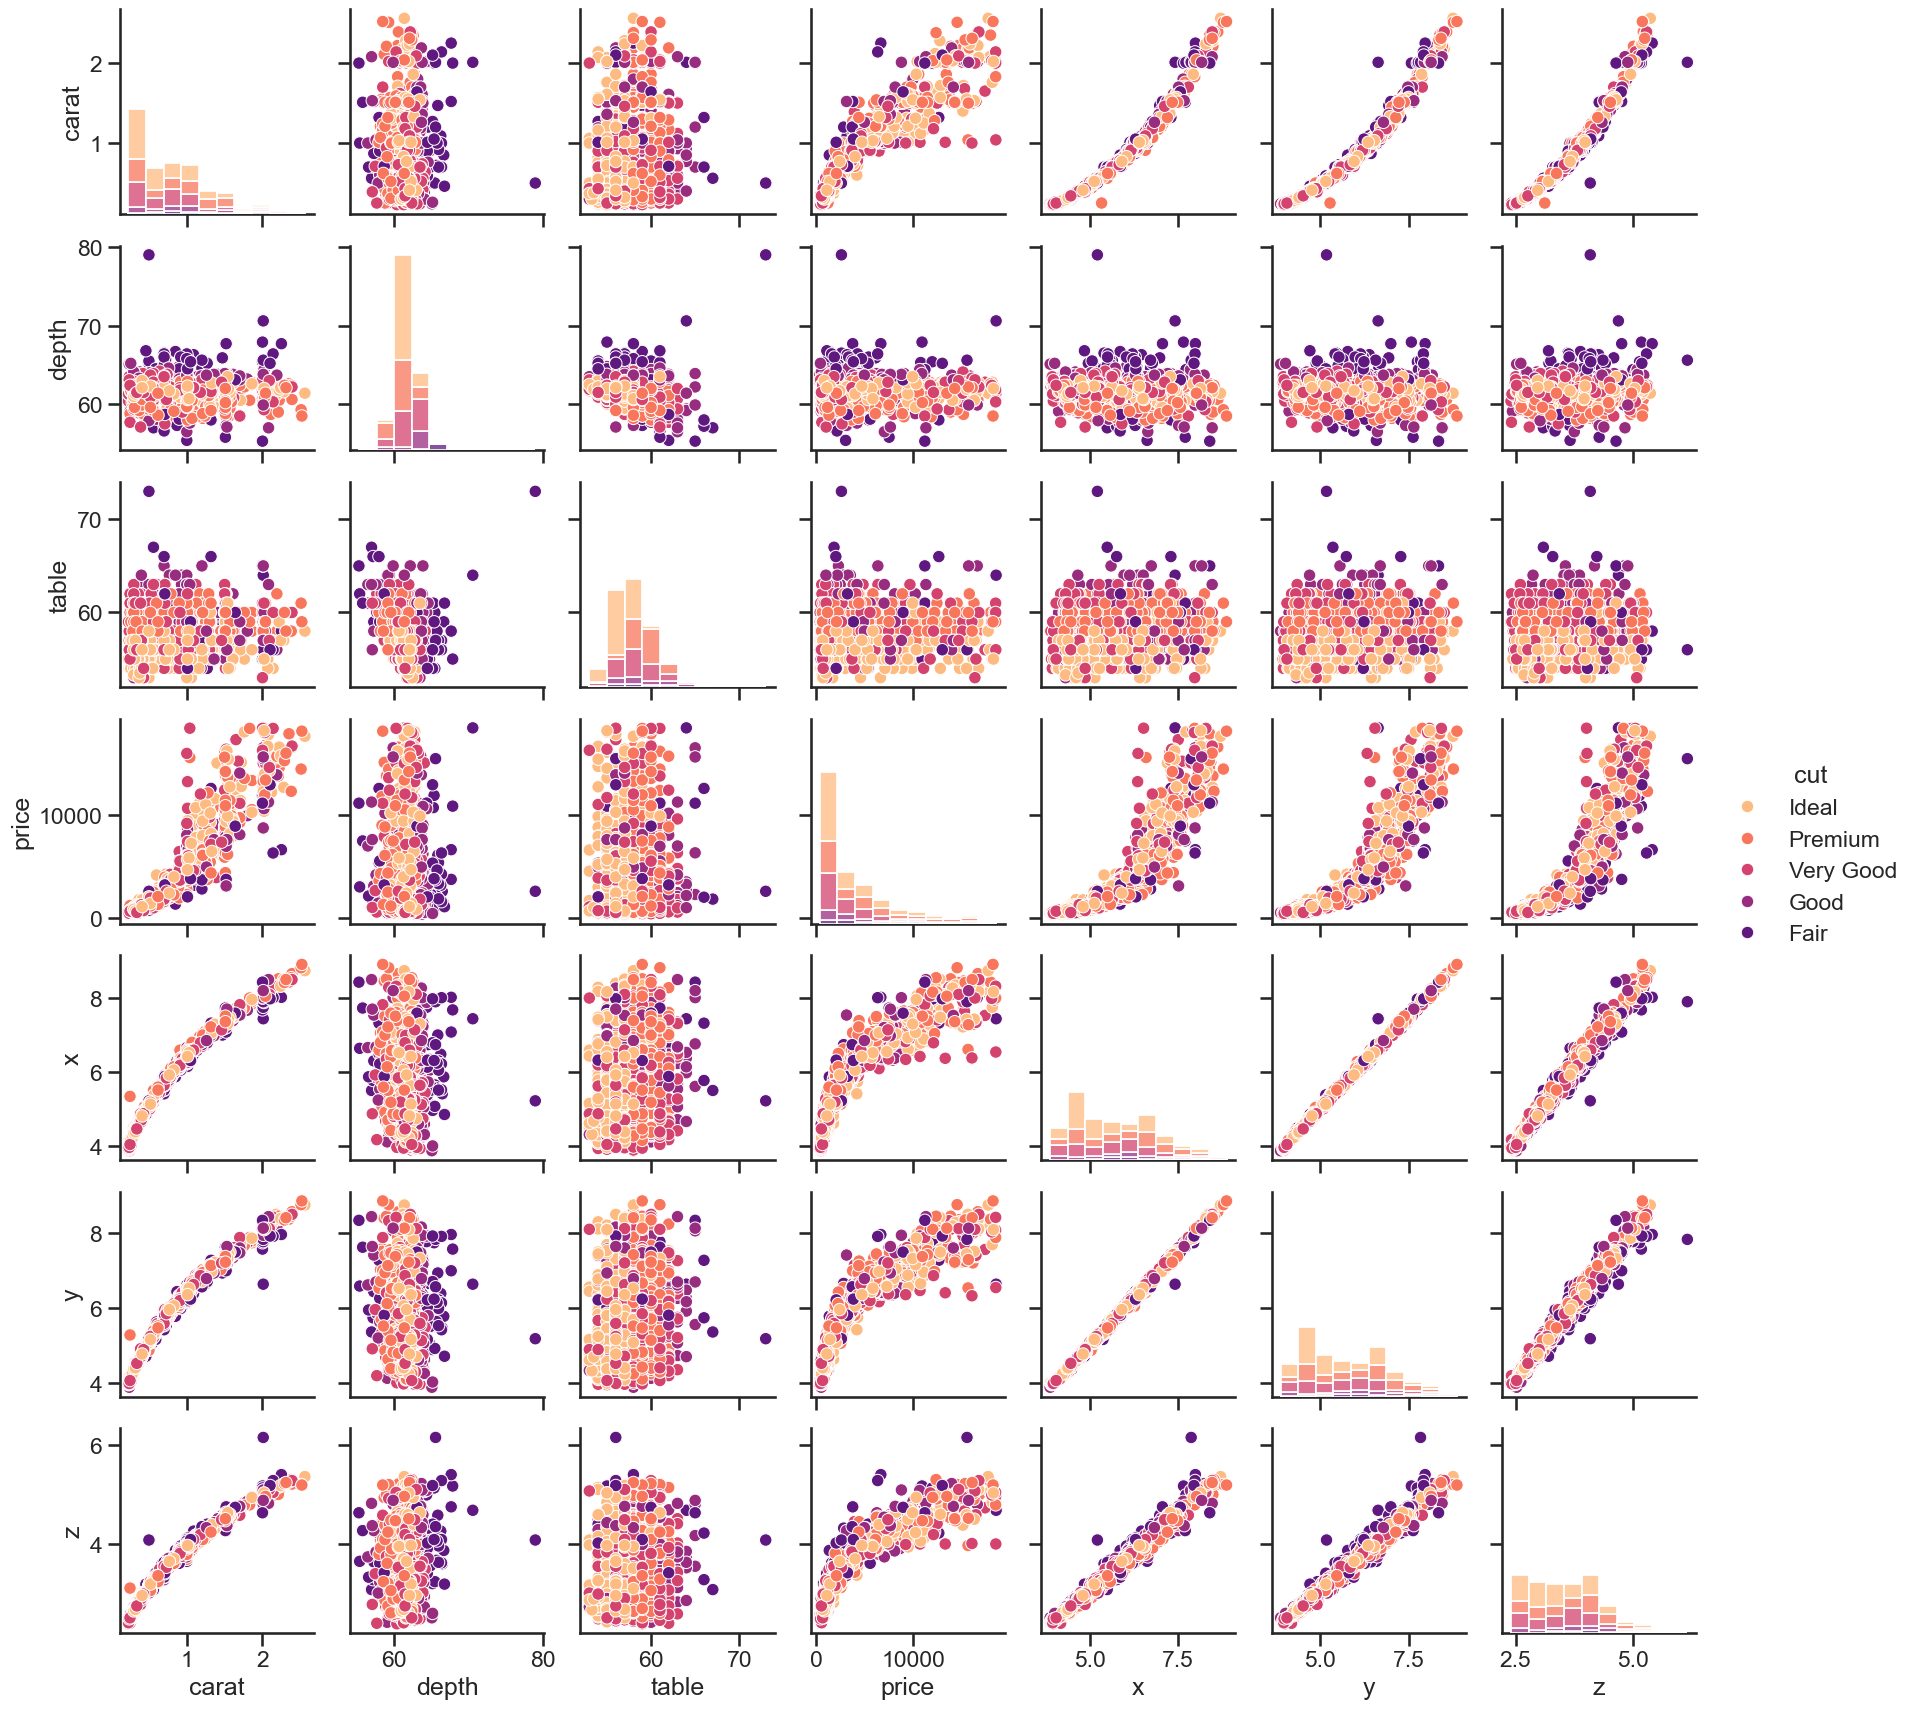 2
1
carat
80
70
60
depth
70
60
table
10000
0
price
8
6
4
x
8
6
4
y
6
4
z
1 2
60 80
60 70
0 10000
5.0 7.5
5.0 7.5
2.5 5.0
carat
depth
table
price
x
y
z
cut
Ideal
Premium
Very Good
Good
Fair